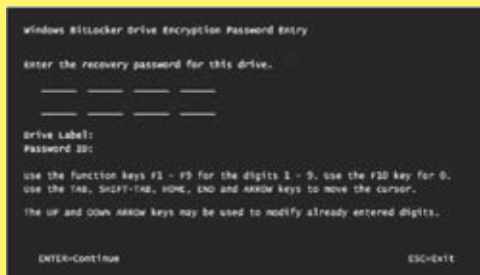 Windows BitLocker Drive Encryption Password Entry
Enter the recovery password for this drive.
Drive Label:
Password ID:
Use the function keys F1 - F9 for the digits 1 - 9. Use the F10 key for 0.
Use the TAB, SHIFT-TAB, HOME, END and ARROW keys to move the cursor.
The UP and DOWN ARROW keys may be used to modify already entered digits.
ENTER=Continue
ESC=Exit